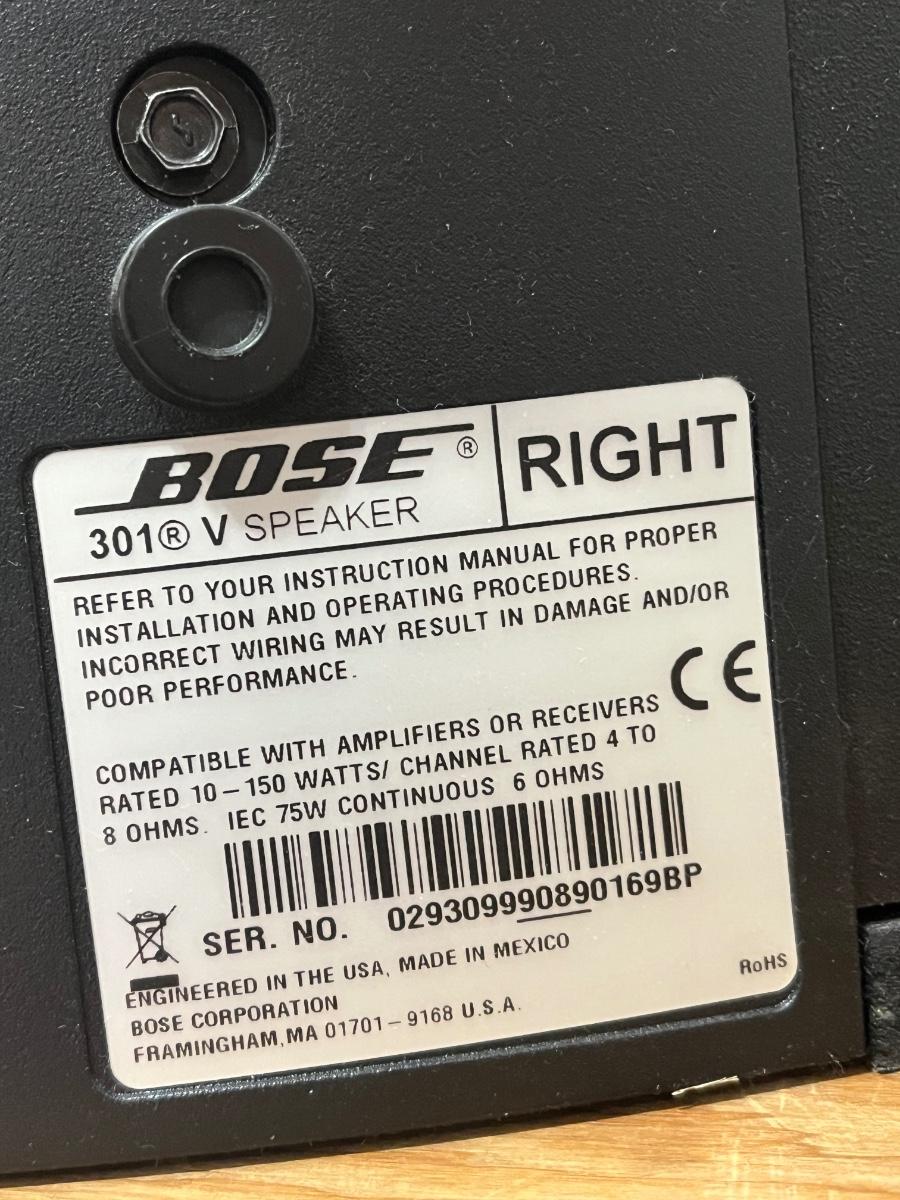 BOSE®
RIGHT
301® V SPEAKER
REFER TO YOUR INSTRUCTION MANUAL FOR PROPER
INSTALLATION AND OPERATING PROCEDURES.
INCORRECT WIRING MAY RESULT IN DAMAGE AND/OR
POOR PERFORMANCE.
CE
COMPATIBLE WITH AMPLIFIERS OR RECEIVERS
RATED 10–150 WATTS/ CHANNEL RATED 4 TO
8 OHMS. IEC 75W CONTINUOUS 6 OHMS
SER. NO. 029309990890169BP
ENGINEERED IN THE USA, MADE IN MEXICO
RoHS
BOSE CORPORATION
FRAMINGHAM,MA 01701–9168 U.S.A.